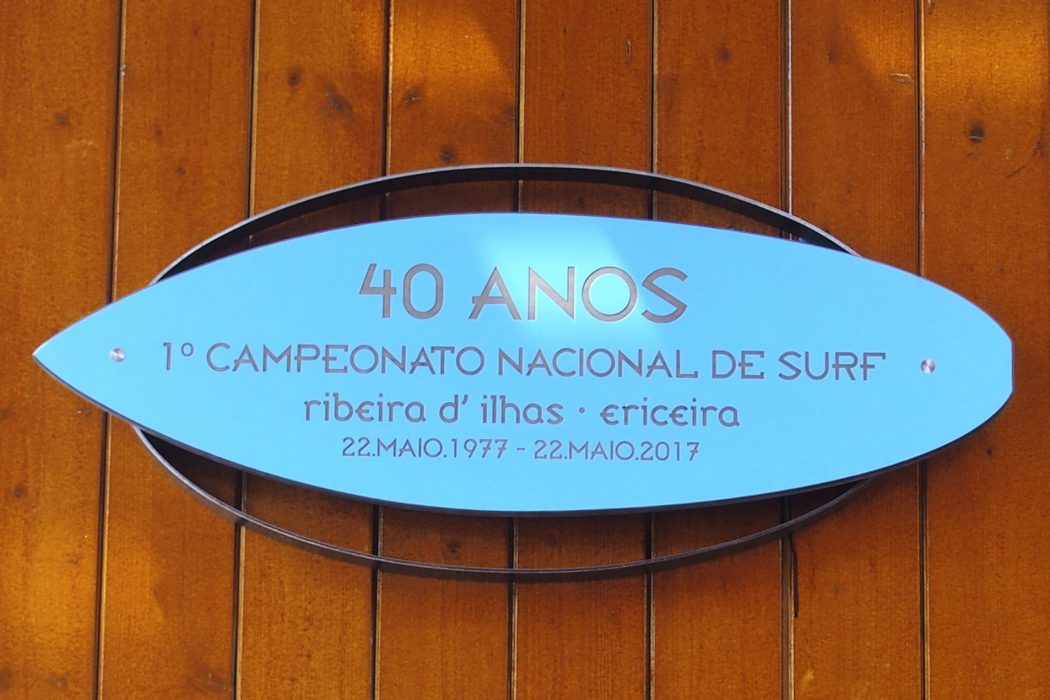 40 ANOS
1º CAMPEONATO NACIONAL DE SURF
ribeira d' ilhas · ericeira
22.MAIO.1977 - 22.MAIO.2017